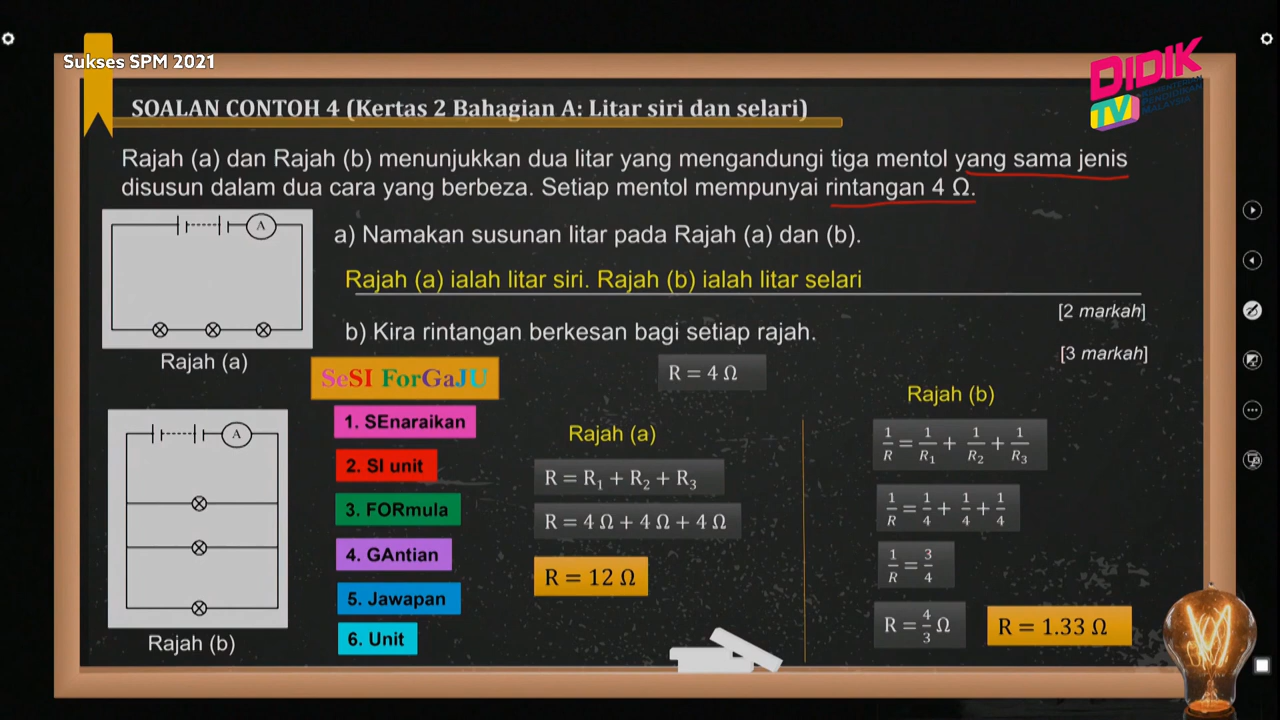 Sukses SPM 2021
DIDIK
TV
KEMENTERIAN
PENDIDIKAN
MALAYSIA
SOALAN CONTOH 4 (Kertas 2 Bahagian A: Litar siri dan selari)
Rajah (a) dan Rajah (b) menunjukkan dua litar yang mengandungi tiga mentol yang sama jenis
disusun dalam dua cara yang berbeza. Setiap mentol mempunyai rintangan 4 Ω.
A
Rajah (a)
a) Namakan susunan litar pada Rajah (a) dan (b).
Rajah (a) ialah litar siri. Rajah (b) ialah litar selari
[2 markah]
b) Kira rintangan berkesan bagi setiap rajah.
[3 markah]
SeSI ForGaJU
R = 4 Ω
A
Rajah (b)
1. SEnaraikan
2. SI unit
3. FORmula
4. GAntian
5. Jawapan
6. Unit
Rajah (a)
R = R₁ + R₂ + R₃
R = 4 Ω + 4 Ω + 4 Ω
R = 12 Ω
Rajah (b)
1/R = 1/R₁ + 1/R₂ + 1/R₃
1/R = 1/4 + 1/4 + 1/4
1/R = 3/4
R = 4/3 Ω
R = 1.33 Ω